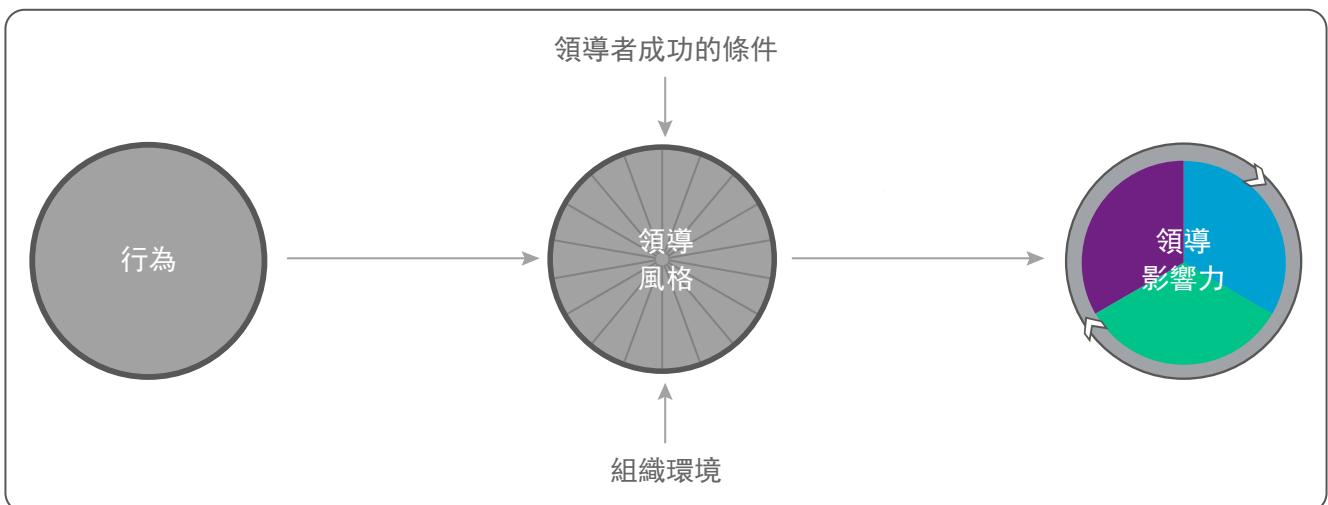 領導者成功的條件
行為
領導
風格
領導
影響力
組織環境